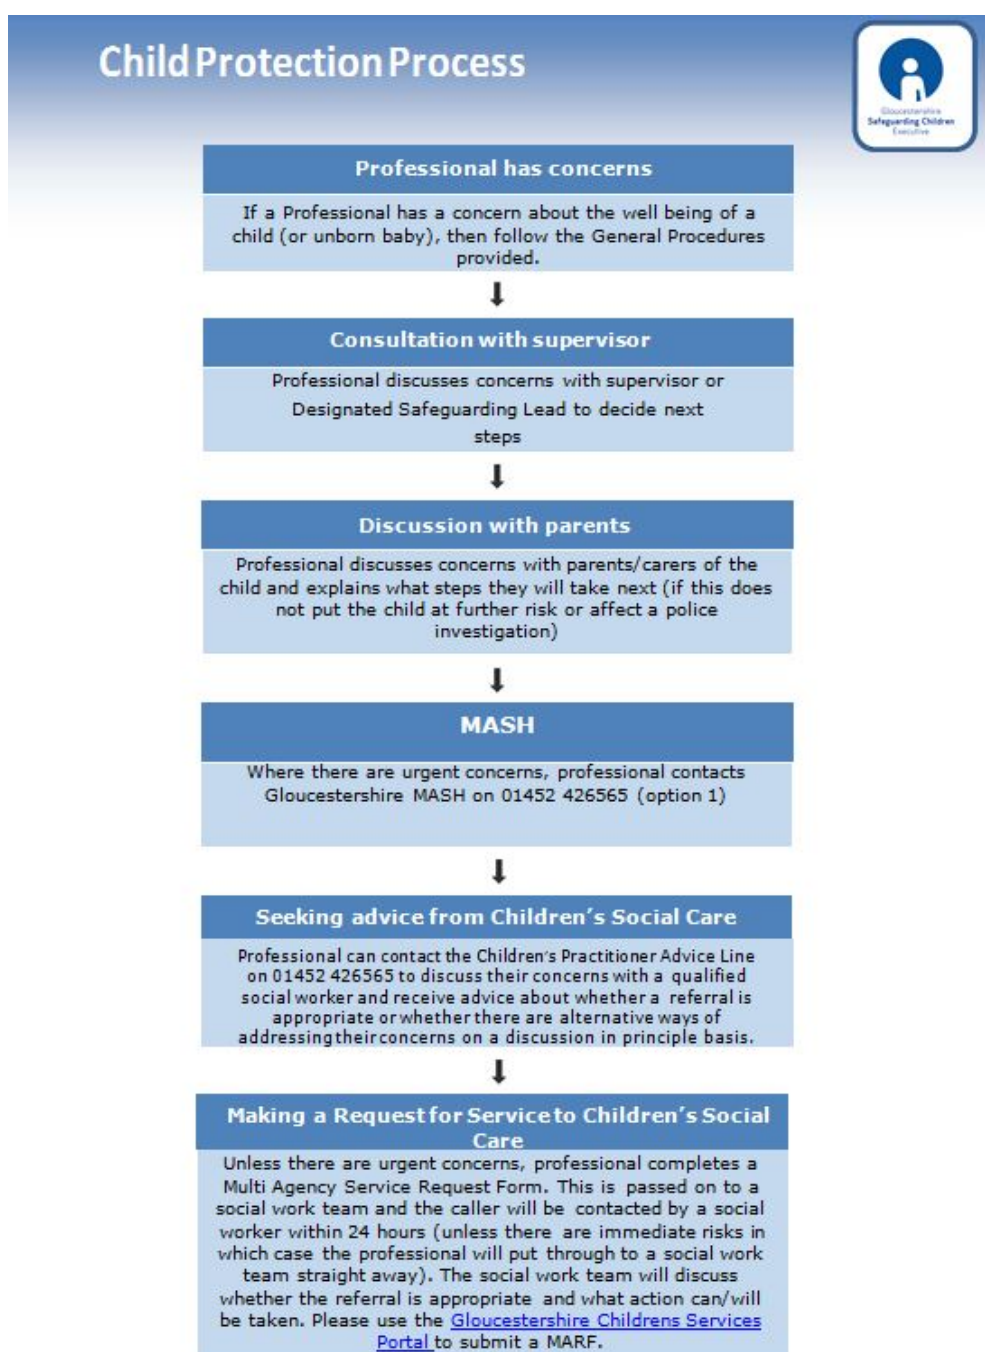 Child Protection Process
Gloucestershire
Safeguarding Children
Executive
Professional has concerns
If a Professional has a concern about the well being of a
child (or unborn baby), then follow the General Procedures
provided.
Consultation with supervisor
Professional discusses concerns with supervisor or
Designated Safeguarding Lead to decide next
steps
Discussion with parents
Professional discusses concerns with parents/carers of the
child and explains what steps they will take next (if this does
not put the child at further risk or affect a police
investigation)
MASH
Where there are urgent concerns, professional contacts
Gloucestershire MASH on 01452 426565 (option 1)
Seeking advice from Children's Social Care
Professional can contact the Children's Practitioner Advice Line
on 01452 426565 to discuss their concerns with a qualified
social worker and receive advice about whether a referral is
appropriate or whether there are alternative ways of
addressing their concerns on a discussion in principle basis.
Making a Request for Service to Children's Social
Care
Unless there are urgent concerns, professional completes a
Multi Agency Service Request Form. This is passed on to a
social work team and the caller will be contacted by a social
worker within 24 hours (unless there are immediate risks in
which case the professional will put through to a social work
team straight away). The social work team will discuss
whether the referral is appropriate and what action can/will
be taken. Please use the Gloucestershire Childrens Services
Portal to submit a MARF.